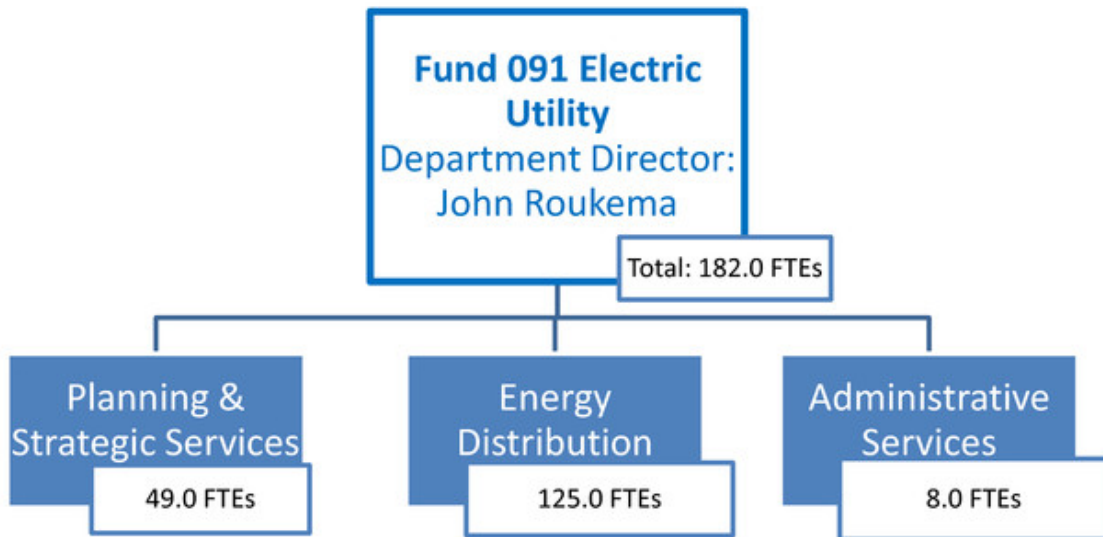 Fund 091 Electric
Utility
Department Director:
John Roukema
Total: 182.0 FTEs
Planning &
Strategic Services
49.0 FTEs
Energy
Distribution
125.0 FTEs
Administrative
Services
8.0 FTEs